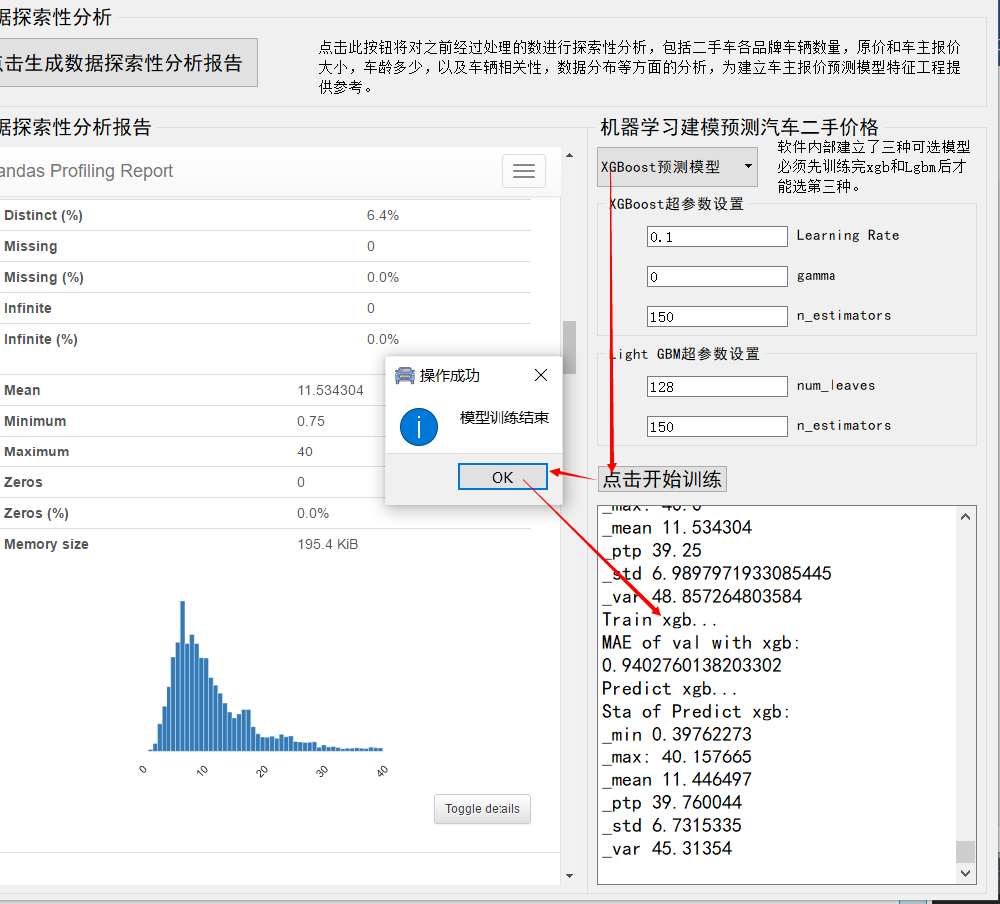 据探索性分析
点击生成数据探索性分析报告
点击此按钮将对之前经过处理的数进行探索性分析，包括二手车各品牌车辆数量，原价和车主报价
大小，车龄多少，以及车辆相关性，数据分布等方面的分析，为建立车主报价预测模型特征工程提
供参考。
据探索性分析报告
andas Profiling Report
Distinct (%) 6.4%
Missing 0
Missing (%) 0.0%
Infinite 0
Infinite (%) 0.0%
Mean 11.534304
Minimum 0.75
Maximum 40
Zeros 0
Zeros (%) 0.0%
Memory size 195.4 KiB
0 10 20 30 40
Toggle details
操作成功
模型训练结束
OK
机器学习建模预测汽车二手价格
XGBoost预测模型
软件内部建立了三种可选模型
必须先训练完xgb和Lgbm后才
能选第三种。
XGBoost超参数设置
0.1 Learning Rate
0 gamma
150 n_estimators
Light GBM超参数设置
128 num_leaves
150 n_estimators
点击开始训练
_max: 40.0
_mean 11.534304
_ptp 39.25
_std 6.9897971933085445
_var 48.857264803584
Train xgb...
MAE of val with xgb:
0.9402760138203302
Predict xgb...
Sta of Predict xgb:
_min 0.39762273
_max: 40.157665
_mean 11.446497
_ptp 39.760044
_std 6.7315335
_var 45.31354